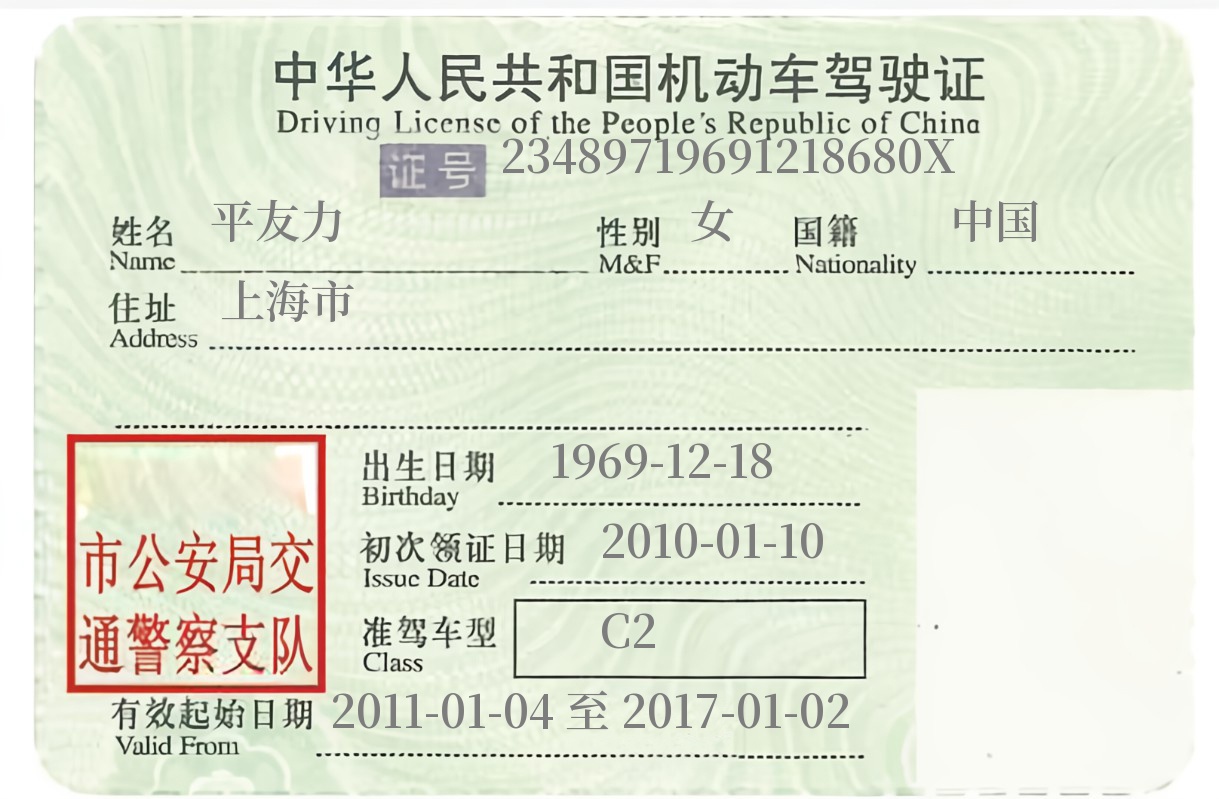 中华人民共和国机动车驾驶证
Driving License of the People's Republic of China
证号 23489719691218680X
姓名 平友力 性别 女 国籍 中国
Name M&F Nationality
住址 上海市
Address
出生日期 1969-12-18
Birthday
初次领证日期 2010-01-10
Issue Date
准驾车型 C2
Class
市公安局交
通警察支队
有效起始日期 2011-01-04 至 2017-01-02
Valid From